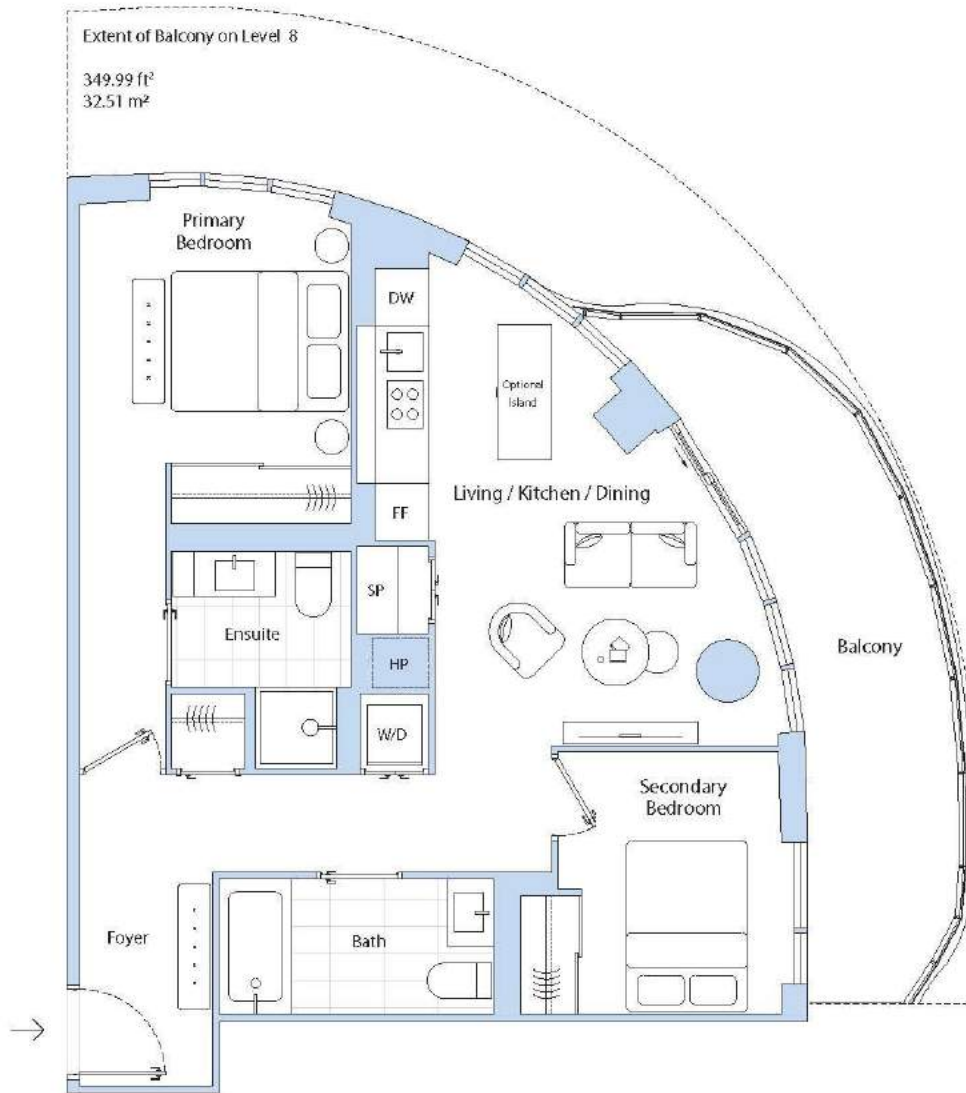 Extent of Balcony on Level 8
349.99 ft²
32.51 m²
Primary
Bedroom
DW
Optional
Island
Living / Kitchen / Dining
FF
SP
Ensuite
HP
Balcony
W/D
Secondary
Bedroom
Foyer
Bath